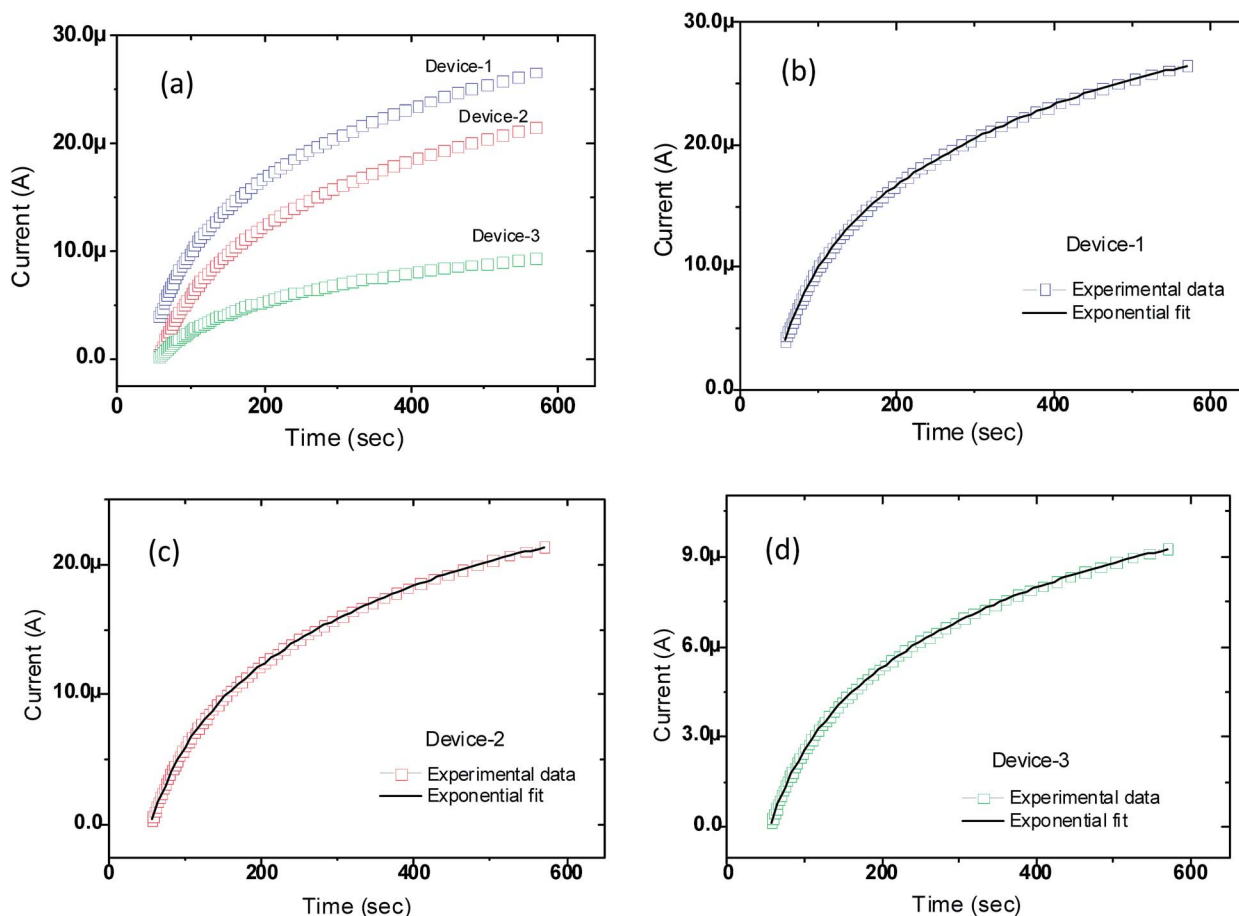 30.0μ
(a)
Device-1
20.0μ
Device-2
10.0μ
Device-3
0.0
0
200
400
600
Current (A)
Time (sec)
30.0μ
(b)
20.0μ
10.0μ
Device-1
Experimental data
Exponential fit
0.0
0
200
400
600
Current (A)
Time (sec)
(c)
20.0μ
10.0μ
Device-2
Experimental data
Exponential fit
0.0
0
200
400
600
Current (A)
Time (sec)
(d)
9.0μ
6.0μ
3.0μ
Device-3
Experimental data
Exponential fit
0.0
0
200
400
600
Current (A)
Time (sec)